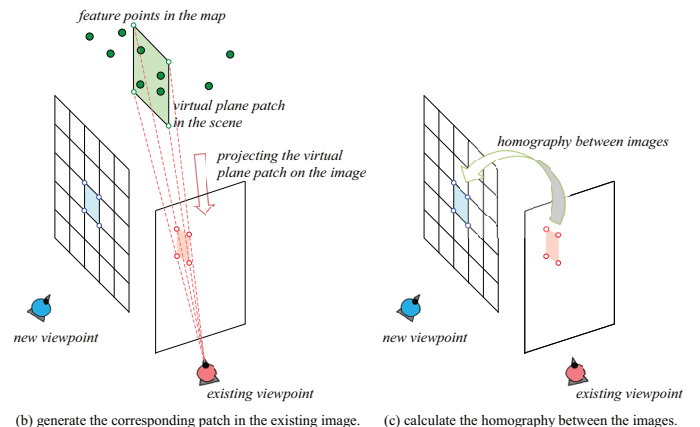 feature points in the map
virtual plane patch
in the scene
projecting the virtual
plane patch on the image
new viewpoint
existing viewpoint
(b) generate the corresponding patch in the existing image.
homography between images
new viewpoint
existing viewpoint
(c) calculate the homography between the images.